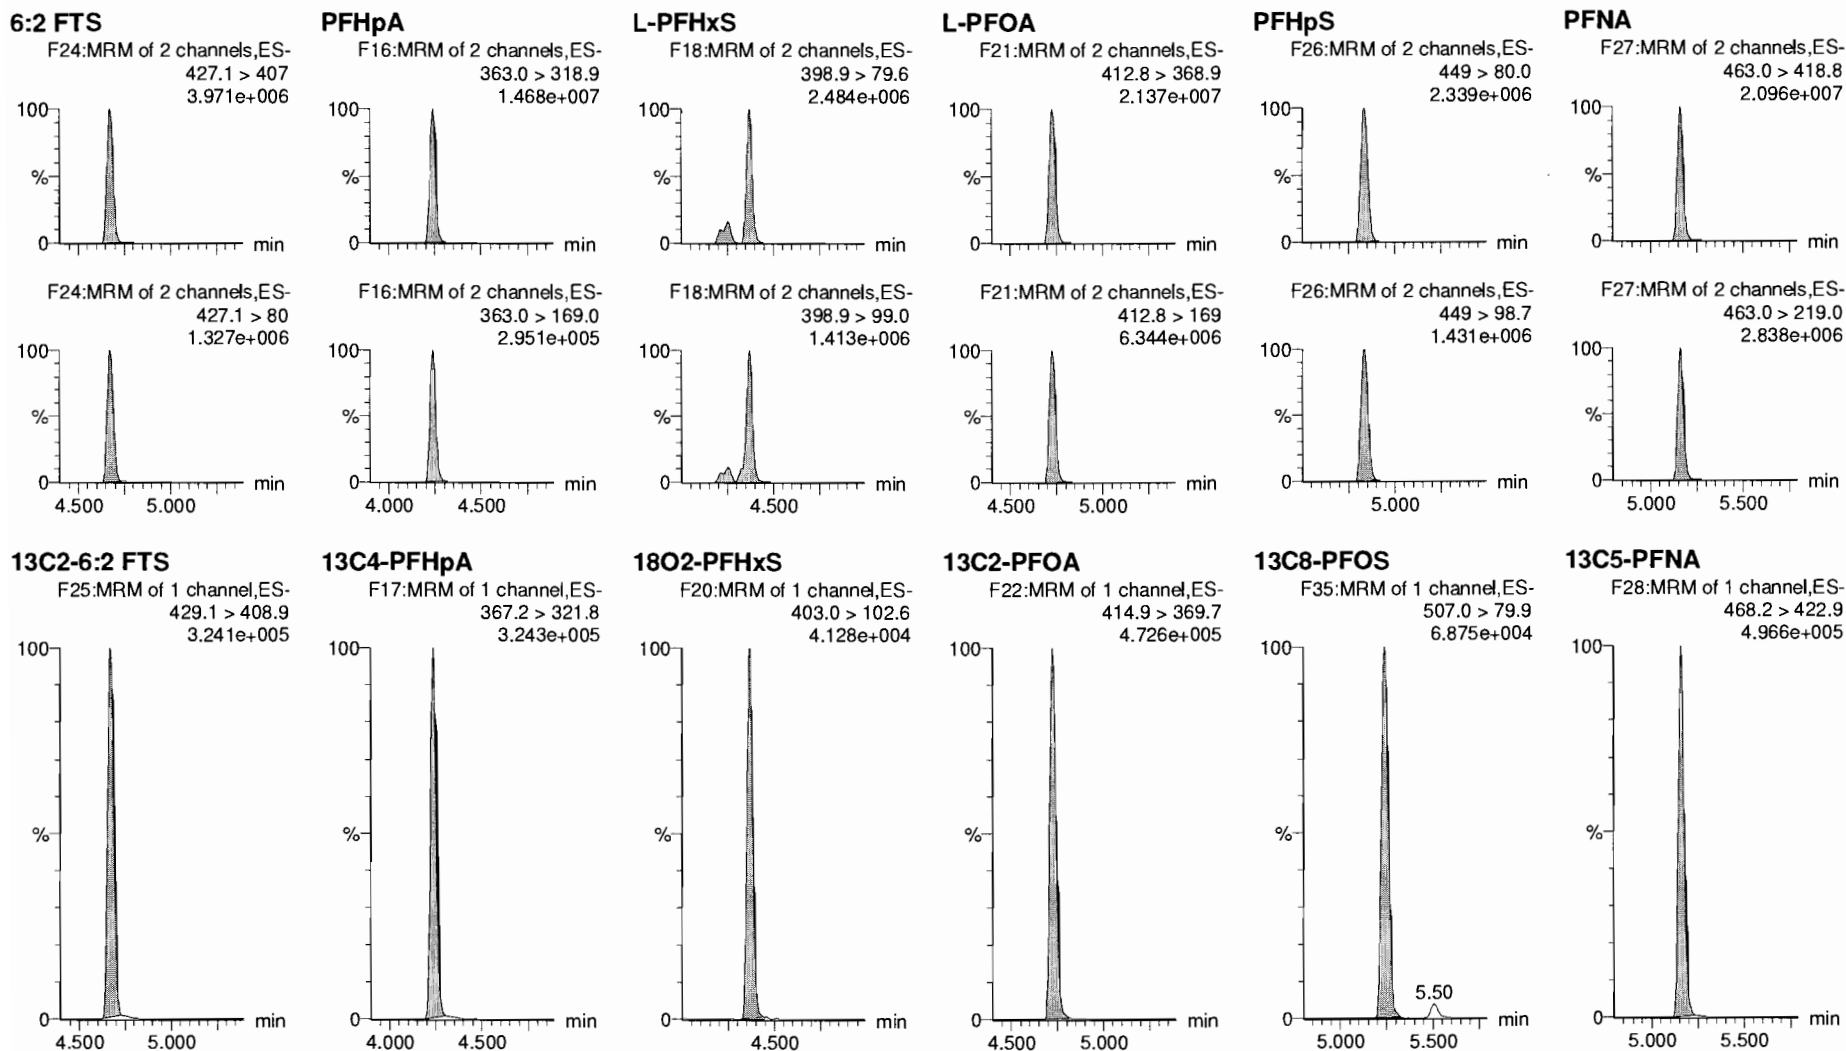 6:2 FTS
F24:MRM of 2 channels,ES-
427.1 > 407
3.971e+006
100
%
0
min
F24:MRM of 2 channels,ES-
427.1 > 80
1.327e+006
100
%
0
min
4.500 5.000
PFHpA
F16:MRM of 2 channels,ES-
363.0 > 318.9
1.468e+007
100
%
0
min
F16:MRM of 2 channels,ES-
363.0 > 169.0
2.951e+005
100
%
0
min
4.000 4.500
L-PFHxS
F18:MRM of 2 channels,ES-
398.9 > 79.6
2.484e+006
100
%
0
min
F18:MRM of 2 channels,ES-
398.9 > 99.0
1.413e+006
100
%
0
min
4.500
L-PFOA
F21:MRM of 2 channels,ES-
412.8 > 368.9
2.137e+007
100
%
0
min
F21:MRM of 2 channels,ES-
412.8 > 169
6.344e+006
100
%
0
min
4.500 5.000
PFHpS
F26:MRM of 2 channels,ES-
449 > 80.0
2.339e+006
100
%
0
min
F26:MRM of 2 channels,ES-
449 > 98.7
1.431e+006
100
%
0
min
5.000
PFNA
F27:MRM of 2 channels,ES-
463.0 > 418.8
2.096e+007
100
%
0
min
F27:MRM of 2 channels,ES-
463.0 > 219.0
2.838e+006
100
%
0
min
5.000 5.500
13C2-6:2 FTS
F25:MRM of 1 channel,ES-
429.1 > 408.9
3.241e+005
100
%
0
min
4.500 5.000
13C4-PFHpA
F17:MRM of 1 channel,ES-
367.2 > 321.8
3.243e+005
100
%
0
min
4.000 4.500
18O2-PFHxS
F20:MRM of 1 channel,ES-
403.0 > 102.6
4.128e+004
100
%
0
min
4.500
13C2-PFOA
F22:MRM of 1 channel,ES-
414.9 > 369.7
4.726e+005
100
%
0
min
4.500 5.000
13C8-PFOS
F35:MRM of 1 channel,ES-
507.0 > 79.9
6.875e+004
100
%
5.50
0
min
5.000 5.500
13C5-PFNA
F28:MRM of 1 channel,ES-
468.2 > 422.9
4.966e+005
100
%
0
min
5.000 5.500